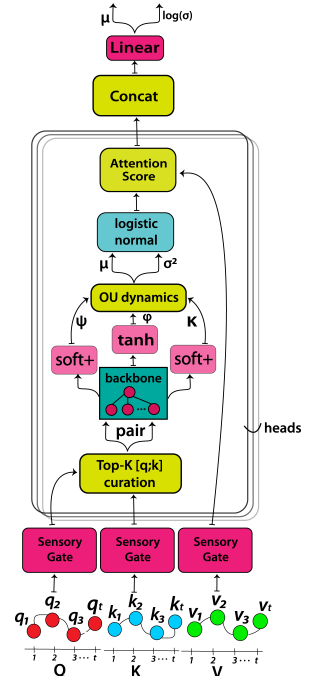 μ log(σ)
Linear
Concat
Attention
Score
logistic
normal
μ σ²
OU dynamics
ψ φ κ
tanh
soft+ soft+
backbone
...
pair
heads
Top-K [q;k]
curation
Sensory
Gate
Sensory
Gate
Sensory
Gate
q1 q2 q3 qt
k1 k2 k3 kt
v1 v2 v3 vt
1 2 3 ... t
1 2 3 ... t
1 2 3 ... t
Q K V